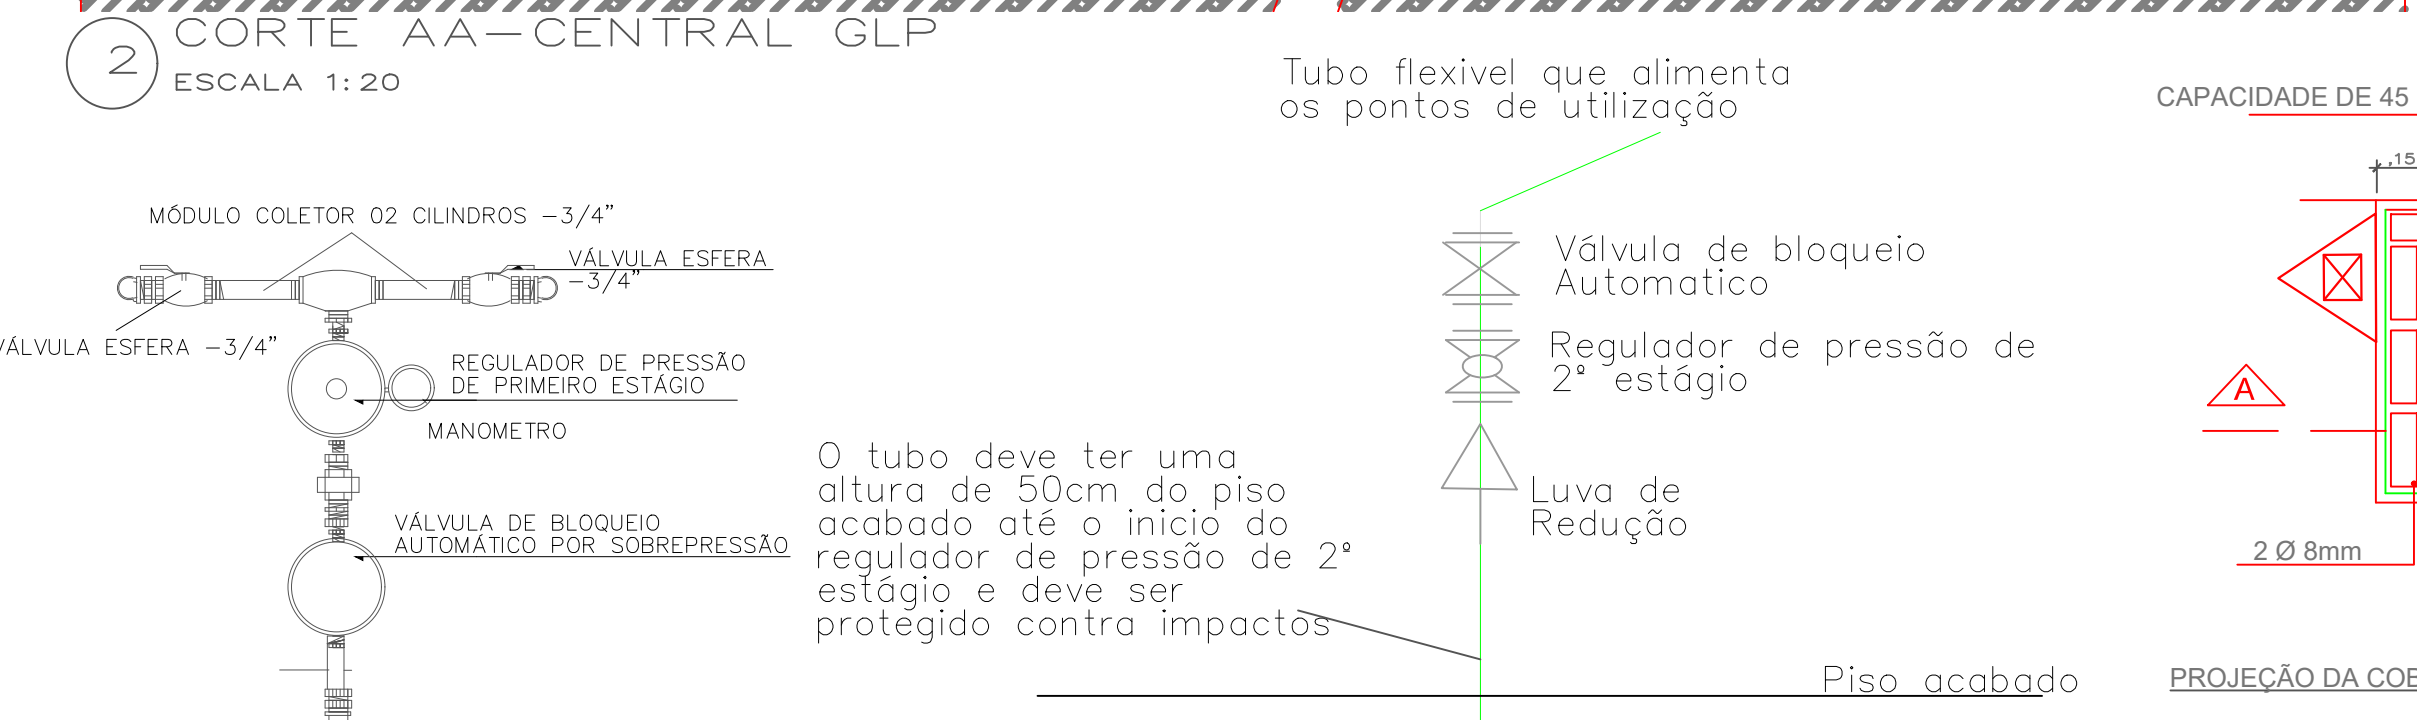 2
CORTE AA-CENTRAL GLP
ESCALA 1:20
MÓDULO COLETOR 02 CILINDROS -3/4"
VÁLVULA ESFERA
-3/4"
VÁLVULA ESFERA -3/4"
REGULADOR DE PRESSÃO
DE PRIMEIRO ESTÁGIO
MANOMETRO
VÁLVULA DE BLOQUEIO
AUTOMÁTICO POR SOBREPRESSÃO
O tubo deve ter uma
altura de 50cm do piso
acabado até o inicio do
regulador de pressão de 2º
estágio e deve ser
protegido contra impactos
Tubo flexivel que alimenta
os pontos de utilização
Válvula de bloqueio
Automatico
Regulador de pressão de
2º estágio
Luva de
Redução
Piso acabado
CAPACIDADE DE 45
,15
A
2 Ø 8mm
PROJEÇÃO DA